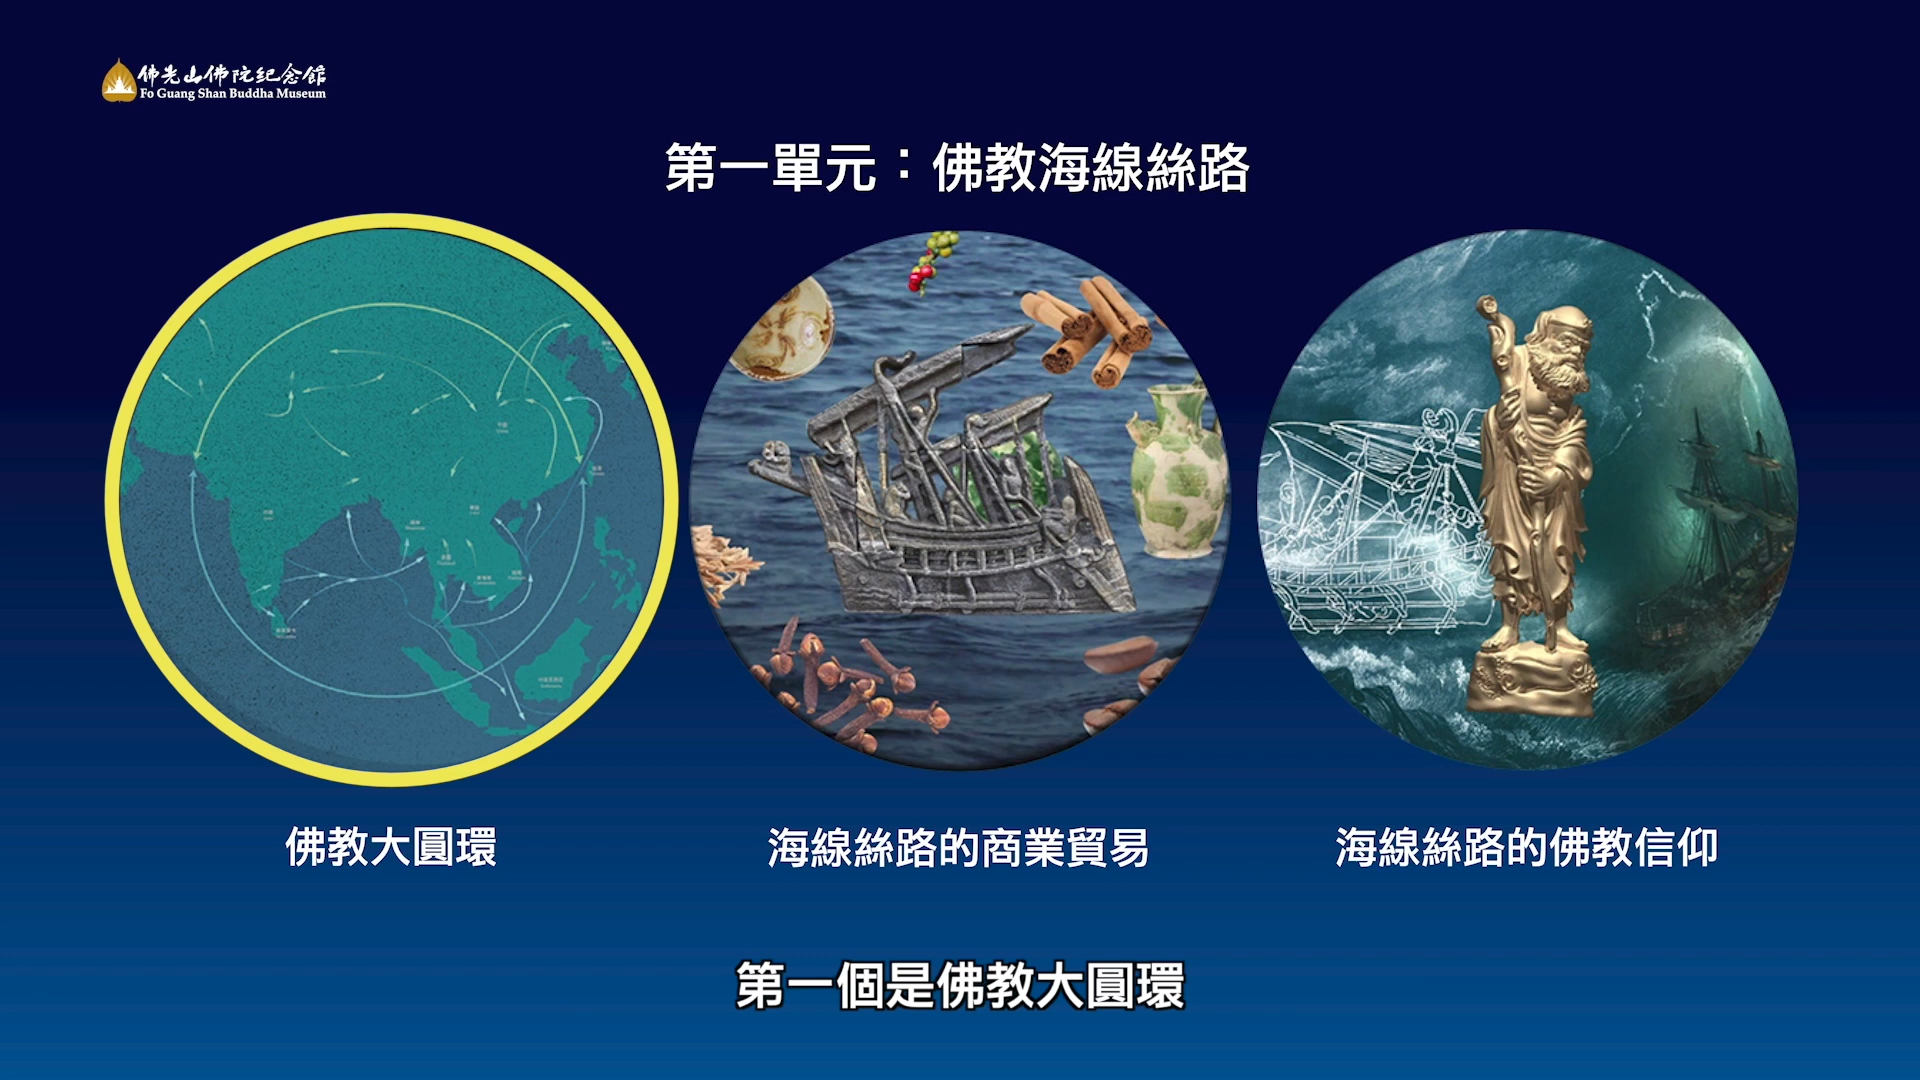 佛光山佛陀紀念館
Fo Guang Shan Buddha Museum
第一單元：佛教海線絲路
佛教大圓環
海線絲路的商業貿易
海線絲路的佛教信仰
第一個是佛教大圓環